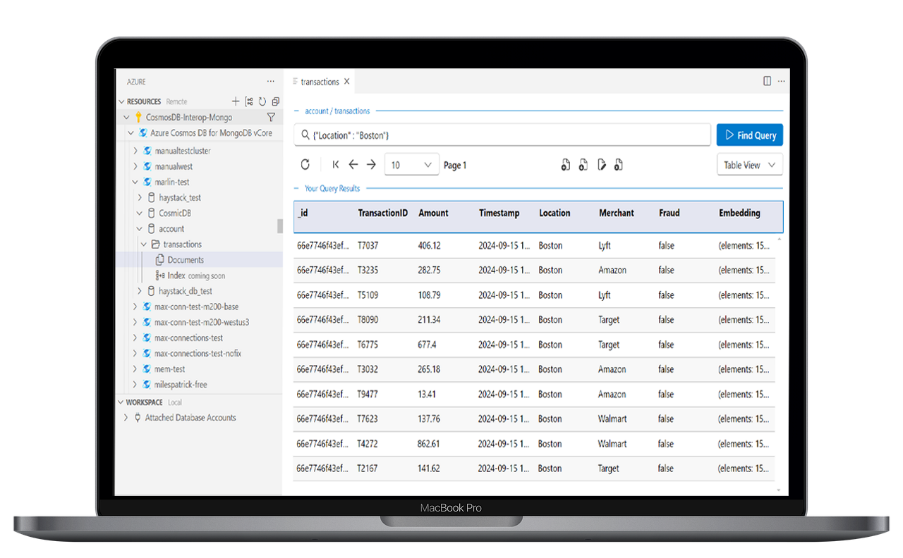 AZURE
RESOURCES Remote
CosmosDB-Interop-Mongo
Azure Cosmos DB for MongoDB vCore
manualtestcluster
manualwest
marlin-test
haystack_test
CosmicDB
account
transactions
Documents
Index coming soon
haystack_db_test
max-conn-test-m200-base
max-conn-test-m200-westus3
max-connections-test
max-connections-test-nofix
mem-test
milespatrick-free
WORKSPACE Local
Attached Database Accounts
transactions
account / transactions
{"Location" : "Boston"}
Find Query
10 Page 1 Table View
Your Query Results
_id TransactionID Amount Timestamp Location Merchant Fraud Embedding
66e7746f43ef... T7037 406.12 2024-09-15 1... Boston Lyft false (elements: 15...
66e7746f43ef... T3235 282.75 2024-09-15 1... Boston Amazon false (elements: 15...
66e7746f43ef... T5109 108.79 2024-09-15 1... Boston Lyft false (elements: 15...
66e7746f43ef... T8090 211.34 2024-09-15 1... Boston Target false (elements: 15...
66e7746f43ef... T6775 677.4 2024-09-15 1... Boston Target false (elements: 15...
66e7746f43ef... T3032 265.18 2024-09-15 1... Boston Amazon false (elements: 15...
66e7746f43ef... T9477 13.41 2024-09-15 1... Boston Amazon false (elements: 15...
66e7746f43ef... T7623 137.76 2024-09-15 1... Boston Walmart false (elements: 15...
66e7746f43ef... T4272 862.61 2024-09-15 1... Boston Walmart false (elements: 15...
66e7746f43ef... T2167 141.62 2024-09-15 1... Boston Target false (elements: 15...
MacBook Pro